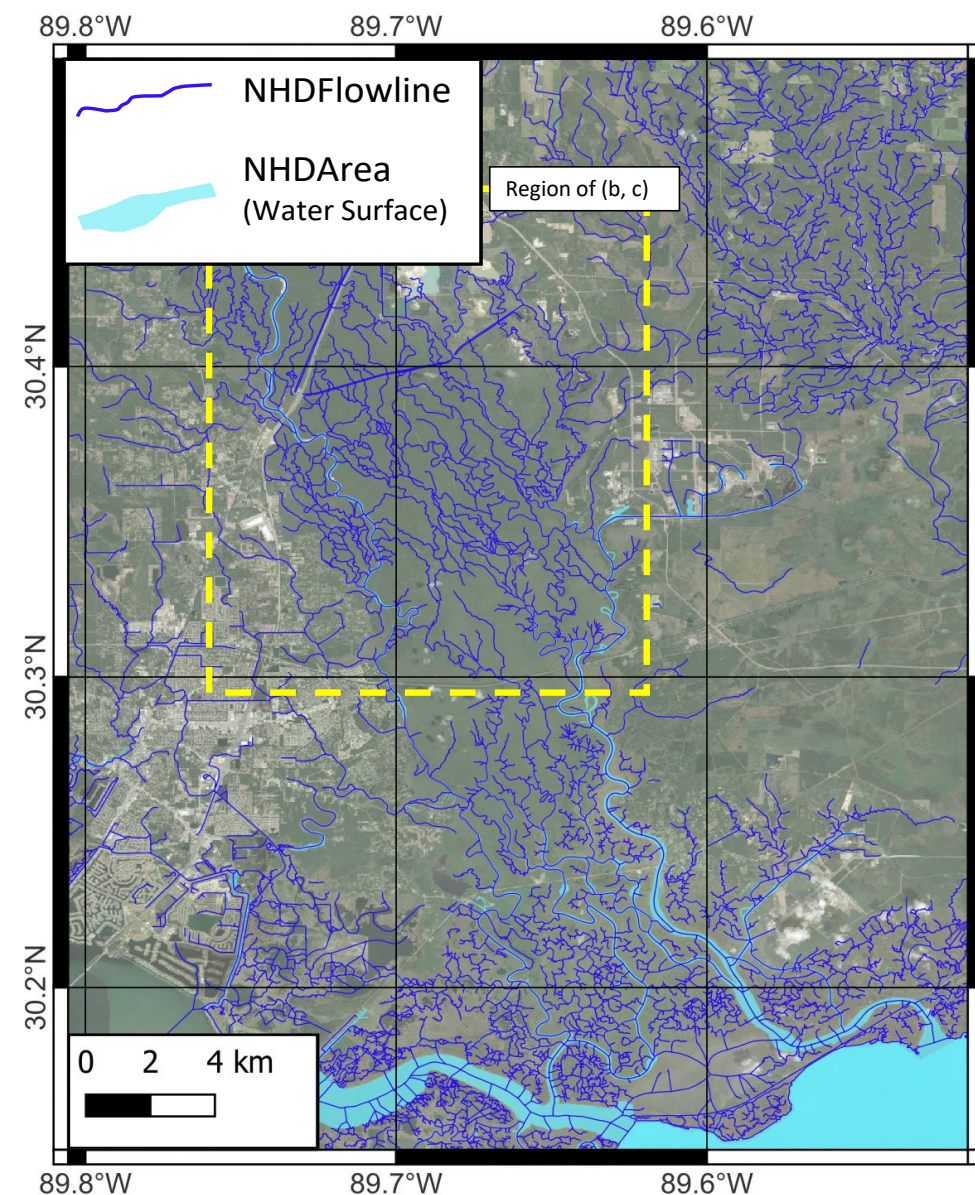 89.8°W 89.7°W 89.6°W
NHDFlowline
NHDArea
(Water Surface)
Region of (b, c)
30.4°N
30.3°N
30.2°N
0 2 4 km
89.8°W 89.7°W 89.6°W